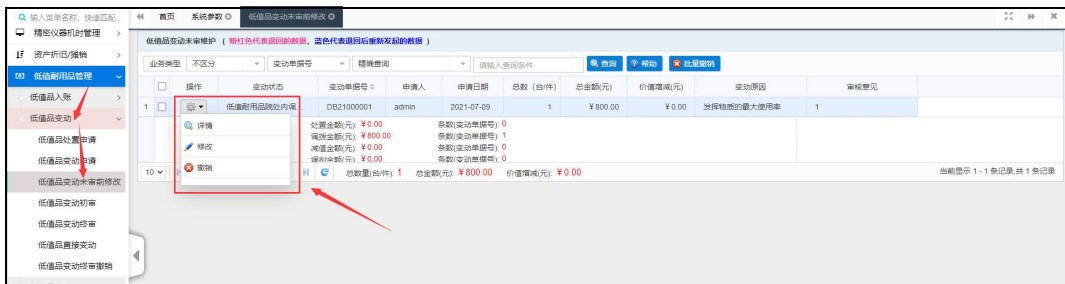 输入菜单名称, 快速匹配...
首页 系统参数 低值品变动未审前修改
精密仪器机时管理
资产折旧/摊销
低值耐用品管理
低值品入账
低值品变动
低值品处置申请
低值品变动申请
低值品变动未审前修改
低值品变动初审
低值品变动终审
低值品直接变动
低值品变动终审撤销
低值品变动未审维护 ( 粉红色代表退回的数据, 蓝色代表退回后重新发起的数据 )
业务类型 不区分 变动单据号 精确查询 请输入查询条件 查询 帮助 批量撤销
操作 变动状态 变动单据号 申请人 申请日期 总数 (台/件) 总金额(元) 价值增减(元) 变动原因 审核意见
1 低值耐用品院处内调... DB21000001 admin 2021-07-09 1 ¥800.00 ¥0.00 发挥物质的最大使用率 1
详情
修改
撤销
处置金额(元): ¥0.00 条数(变动单据号): 0
调拨金额(元): ¥800.00 条数(变动单据号): 1
减值金额(元): ¥0.00 条数(变动单据号): 0
10 总数量(台/件): 1 总金额(元): ¥800.00 价值增减(元): ¥0.00 当前显示 1 - 1 条记录,共 1 条记录